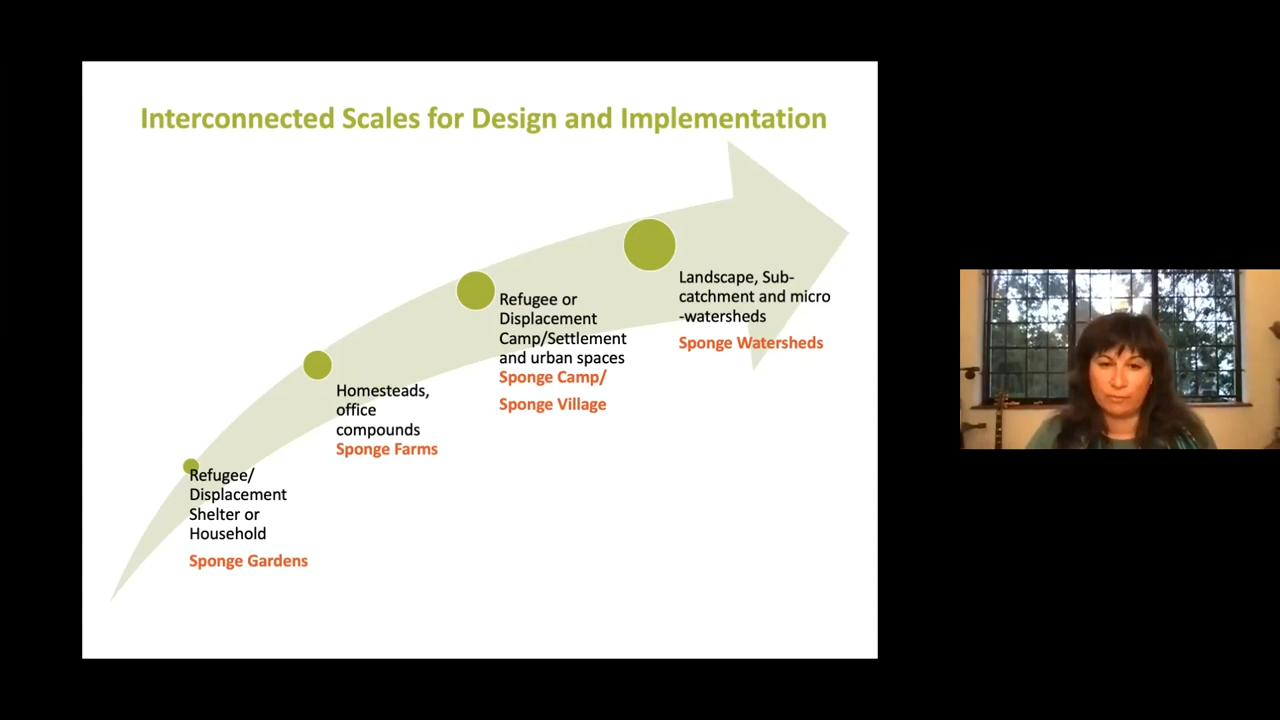 Interconnected Scales for Design and Implementation
Landscape, Sub-
catchment and micro
-watersheds
Sponge Watersheds
Refugee or
Displacement
Camp/Settlement
and urban spaces
Sponge Camp/
Sponge Village
Homesteads,
office
compounds
Sponge Farms
Refugee/
Displacement
Shelter or
Household
Sponge Gardens